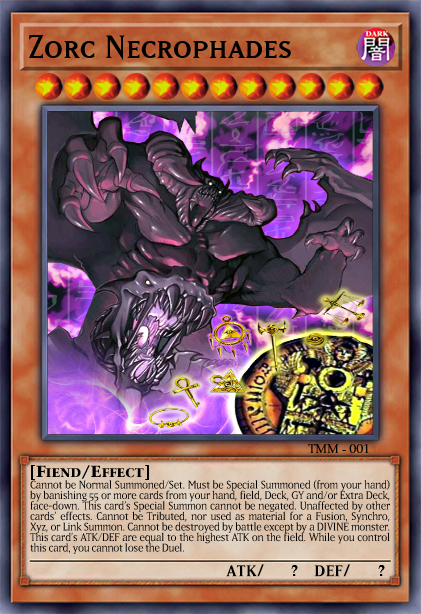 Zorc Necrophades
DARK
闇
TMM - 001
[Fiend/Effect]
Cannot be Normal Summoned/Set. Must be Special Summoned (from your hand)
by banishing 55 or more cards from your hand, field, Deck, GY and/or Extra Deck,
face-down. This card's Special Summon cannot be negated. Unaffected by other
cards' effects. Cannot be Tributed, nor used as material for a Fusion, Synchro,
Xyz, or Link Summon. Cannot be destroyed by battle except by a DIVINE monster.
This card's ATK/DEF are equal to the highest ATK on the field. While you control
this card, you cannot lose the Duel.
ATK/ ? DEF/ ?